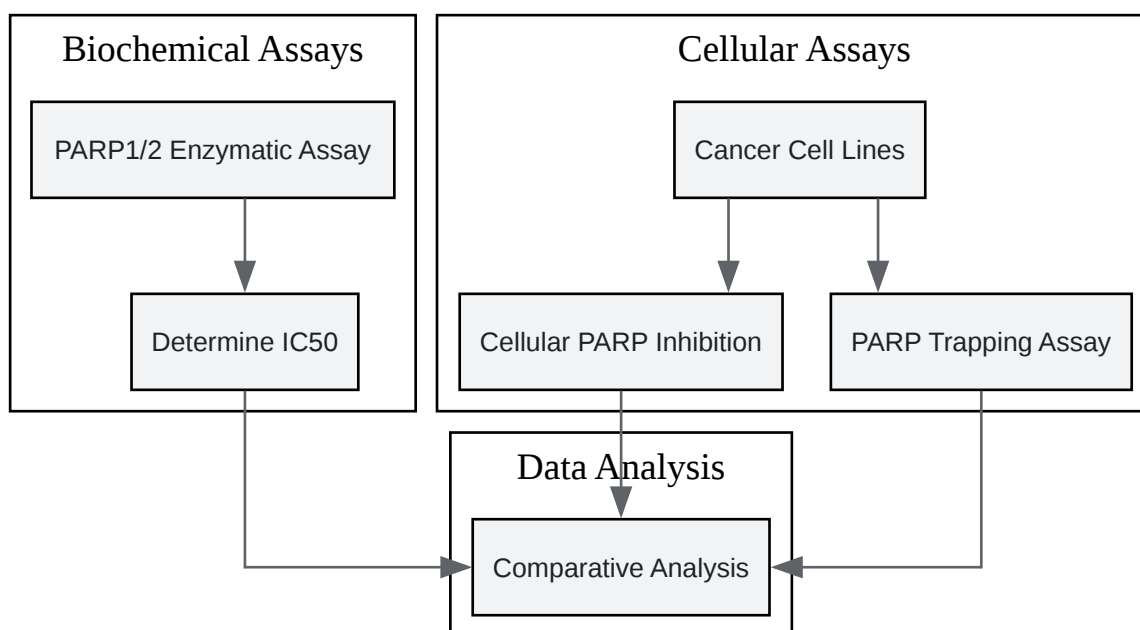 Biochemical Assays
PARP1/2 Enzymatic Assay
Determine IC50
Cellular Assays
Cancer Cell Lines
Cellular PARP Inhibition
PARP Trapping Assay
Data Analysis
Comparative Analysis